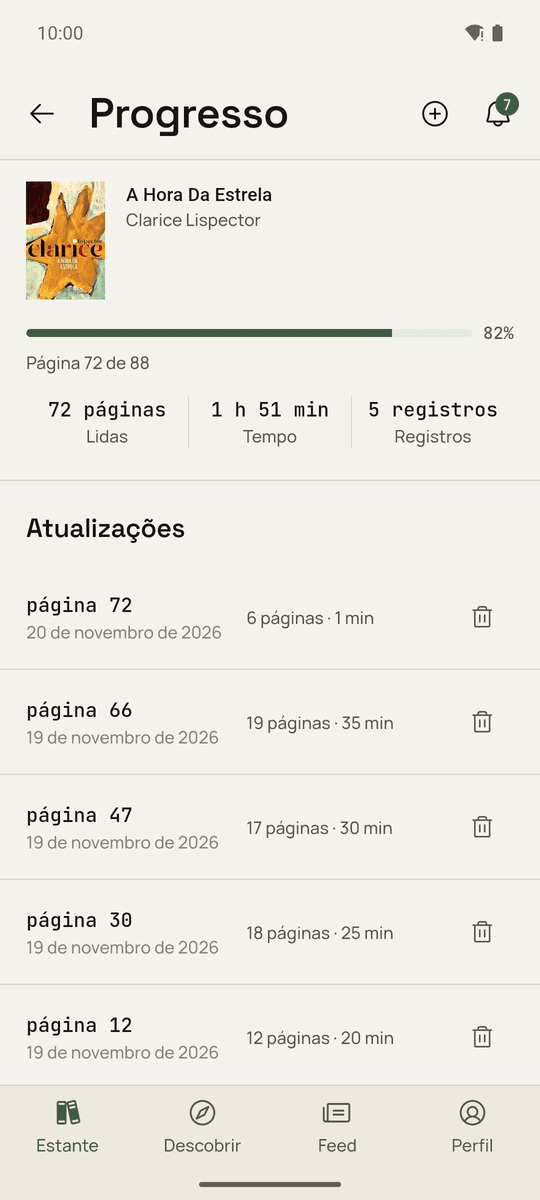 10:00
Progresso
7
A Hora Da Estrela
Clarice Lispector
clarice
lispector
A HORA DA
ESTRELA
82%
Página 72 de 88
72 páginas
Lidas
1 h 51 min
Tempo
5 registros
Registros
Atualizações
página 72
20 de novembro de 2026
6 páginas · 1 min
página 66
19 de novembro de 2026
19 páginas · 35 min
página 47
19 de novembro de 2026
17 páginas · 30 min
página 30
19 de novembro de 2026
18 páginas · 25 min
página 12
19 de novembro de 2026
12 páginas · 20 min
Estante
Descobrir
Feed
Perfil